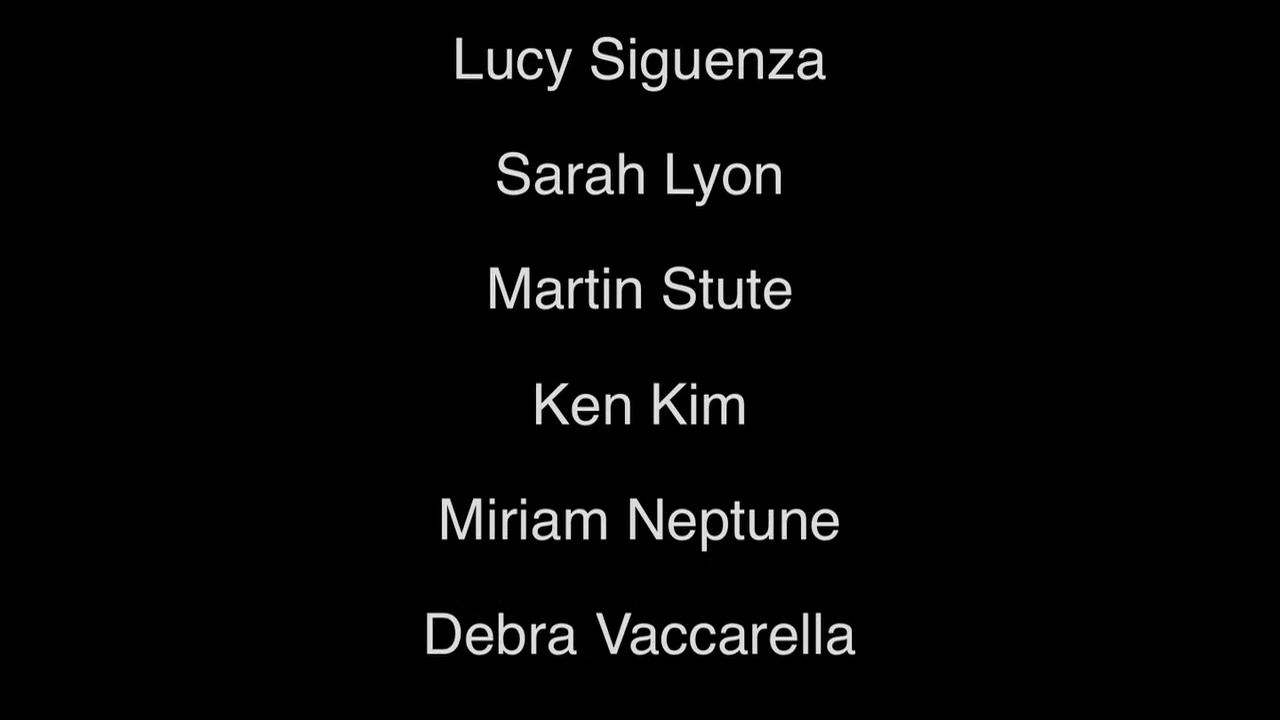 Lucy Siguenza
Sarah Lyon
Martin Stute
Ken Kim
Miriam Neptune
Debra Vaccarella